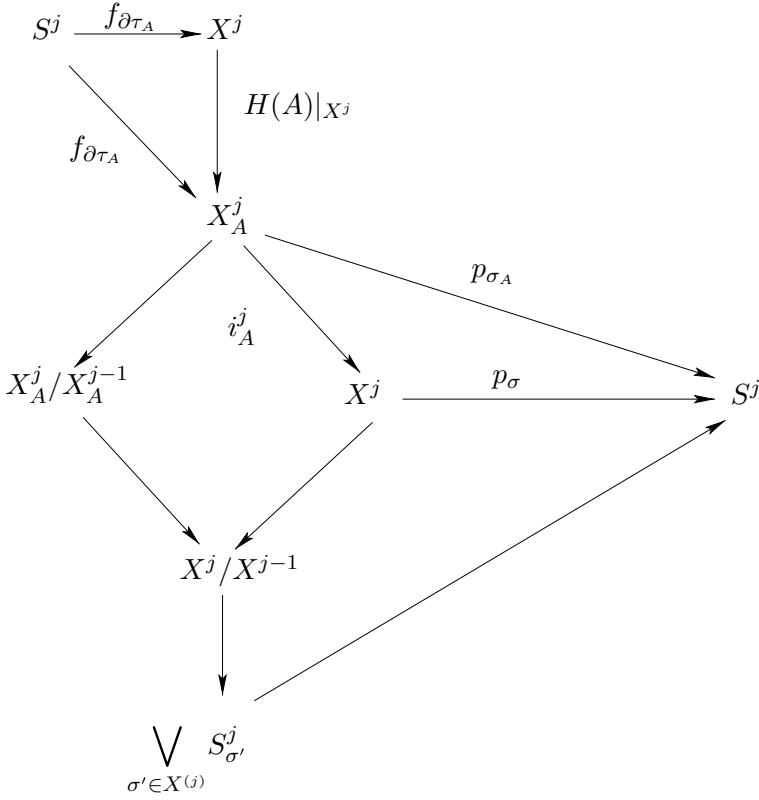 $S^j$ $f_{\partial\tau_A}$ $X^j$
$H(A)|_{X^j}$
$f_{\partial\tau_A}$
$X^j_A$
$p_{\sigma_A}$
$i^j_A$
$X^j_A/X^{j-1}_A$ $X^j$ $p_\sigma$ $S^j$
$X^j/X^{j-1}$
$\bigvee_{\sigma' \in X^{(j)}} S^j_{\sigma'}$